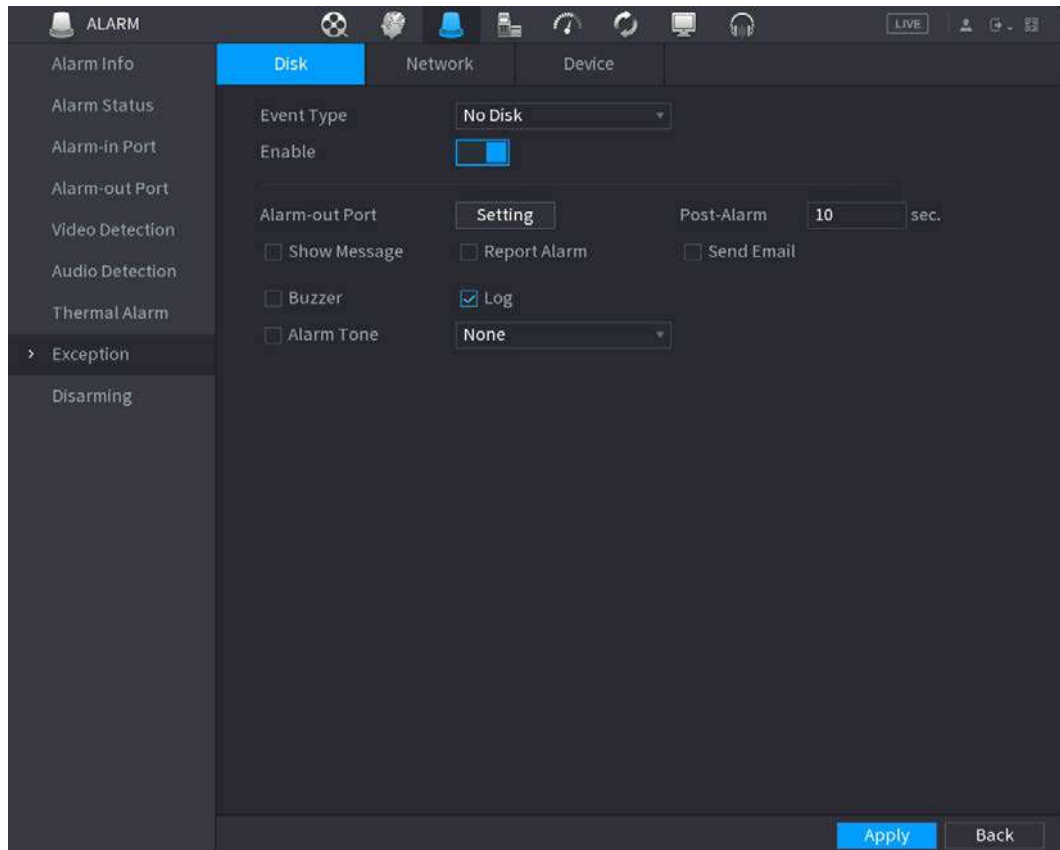 ALARM
LIVE
Alarm Info
Alarm Status
Alarm-in Port
Alarm-out Port
Video Detection
Audio Detection
Thermal Alarm
Exception
Disarming
Disk Network Device
Event Type No Disk
Enable
Alarm-out Port Setting Post-Alarm 10 sec.
Show Message Report Alarm Send Email
Buzzer Log
Alarm Tone None
Apply Back